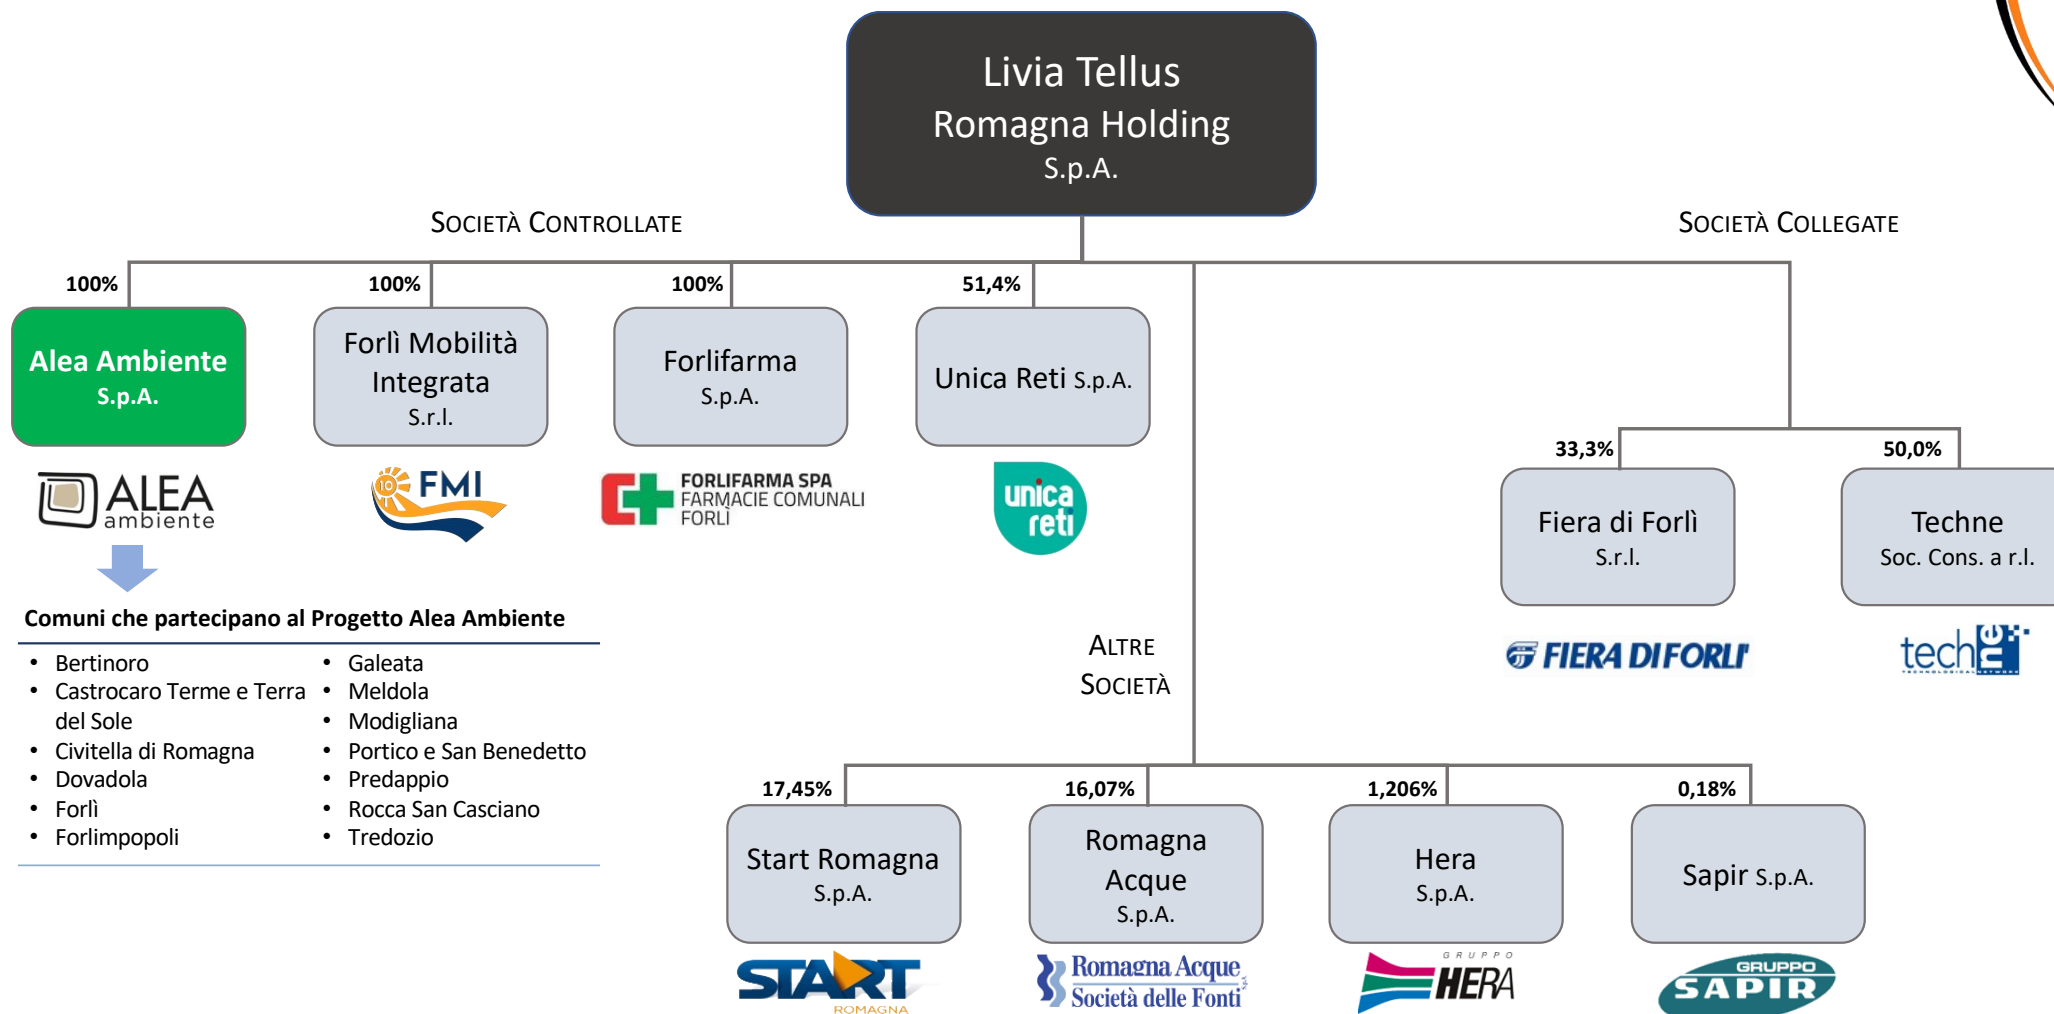 Livia Tellus
Romagna Holding
S.p.A.
SOCIETÀ CONTROLLATE
SOCIETÀ COLLEGATE
100%
100%
100%
51,4%
Alea Ambiente
S.p.A.
Forlì Mobilità
Integrata
S.r.l.
Forlifarma
S.p.A.
Unica Reti S.p.A.
ALEA
ambiente
10
FMI
FORLIFARMA SPA
FARMACIE COMUNALI
FORLÌ
unica
reti
33,3%
50,0%
Fiera di Forlì
S.r.l.
Techne
Soc. Cons. a r.l.
FIERA DI FORLI'
techne
TECHNOLOGICAL NETWORK
Comuni che partecipano al Progetto Alea Ambiente
• Bertinoro
• Castrocaro Terme e Terra
del Sole
• Civitella di Romagna
• Dovadola
• Forlì
• Forlimpopoli
• Galeata
• Meldola
• Modigliana
• Portico e San Benedetto
• Predappio
• Rocca San Casciano
• Tredozio
ALTRE
SOCIETÀ
17,45%
16,07%
1,206%
0,18%
Start Romagna
S.p.A.
Romagna
Acque
S.p.A.
Hera
S.p.A.
Sapir S.p.A.
START
ROMAGNA
Romagna Acque
Società delle Fonti S.p.A.
GRUPPO
HERA
GRUPPO
SAPIR